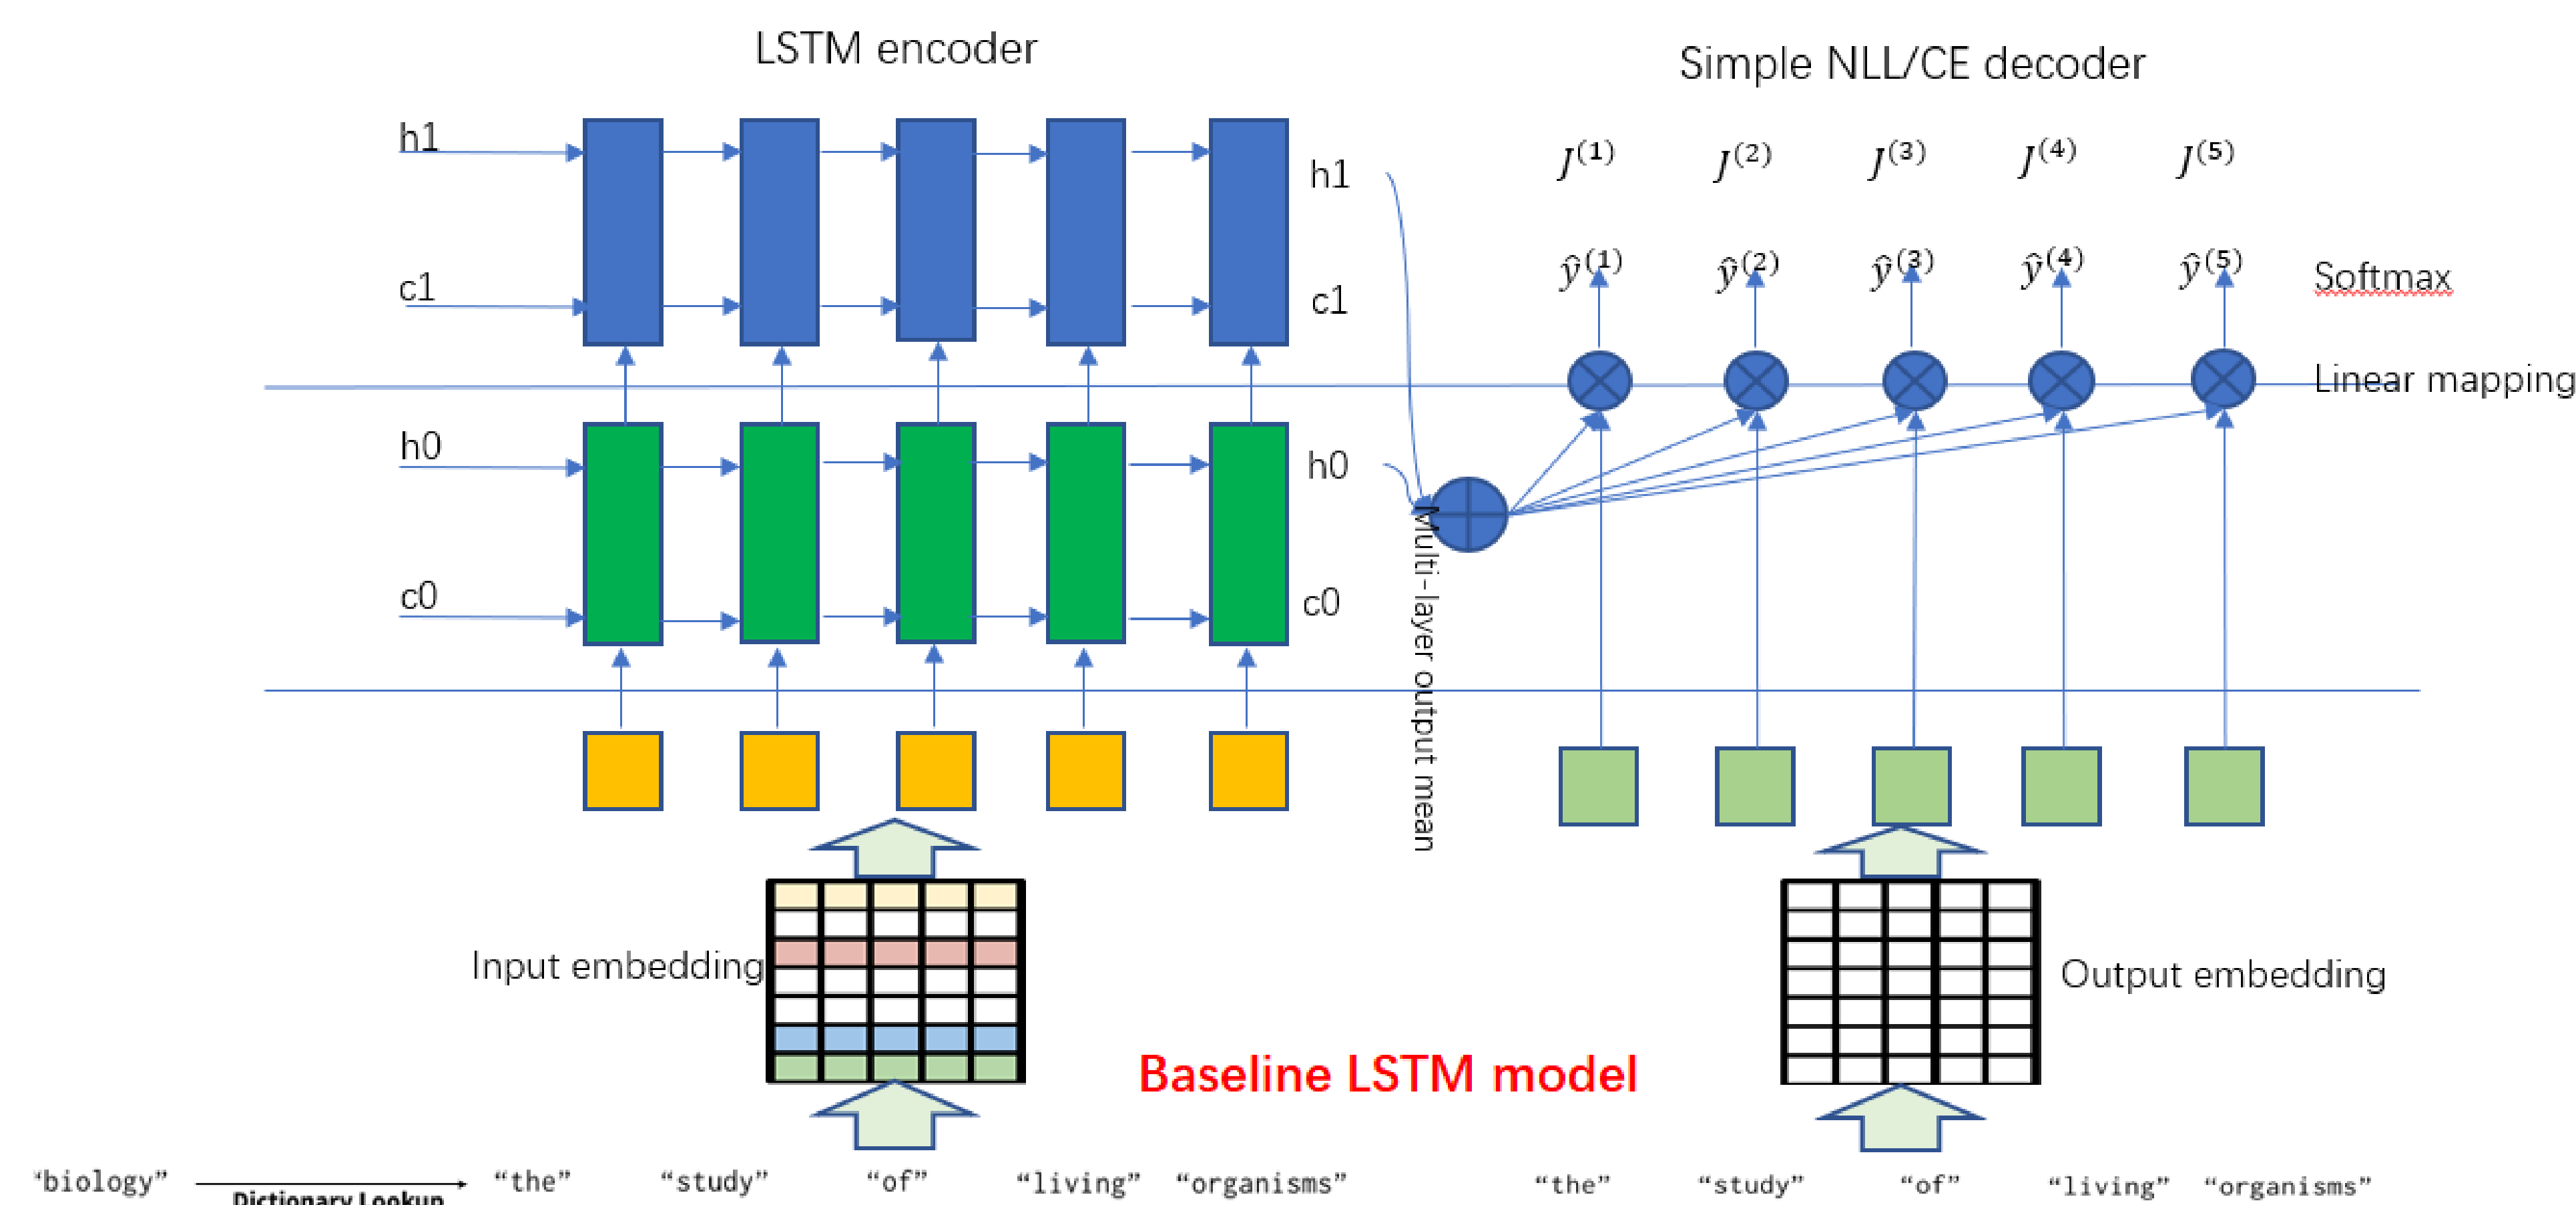 LSTM encoder
Simple NLL/CE decoder
h1
h1
c1
c1
J(1) J(2) J(3) J(4) J(5)
ŷ(1) ŷ(2) ŷ(3) ŷ(4) ŷ(5)
Softmax
Linear mapping
h0
h0
c0
c0
Multi-layer output mean
Input embedding
Output embedding
Baseline LSTM model
"biology"
Dictionary Lookup
"the" "study" "of" "living" "organisms"
"the" "study" "of" "living" "organisms"